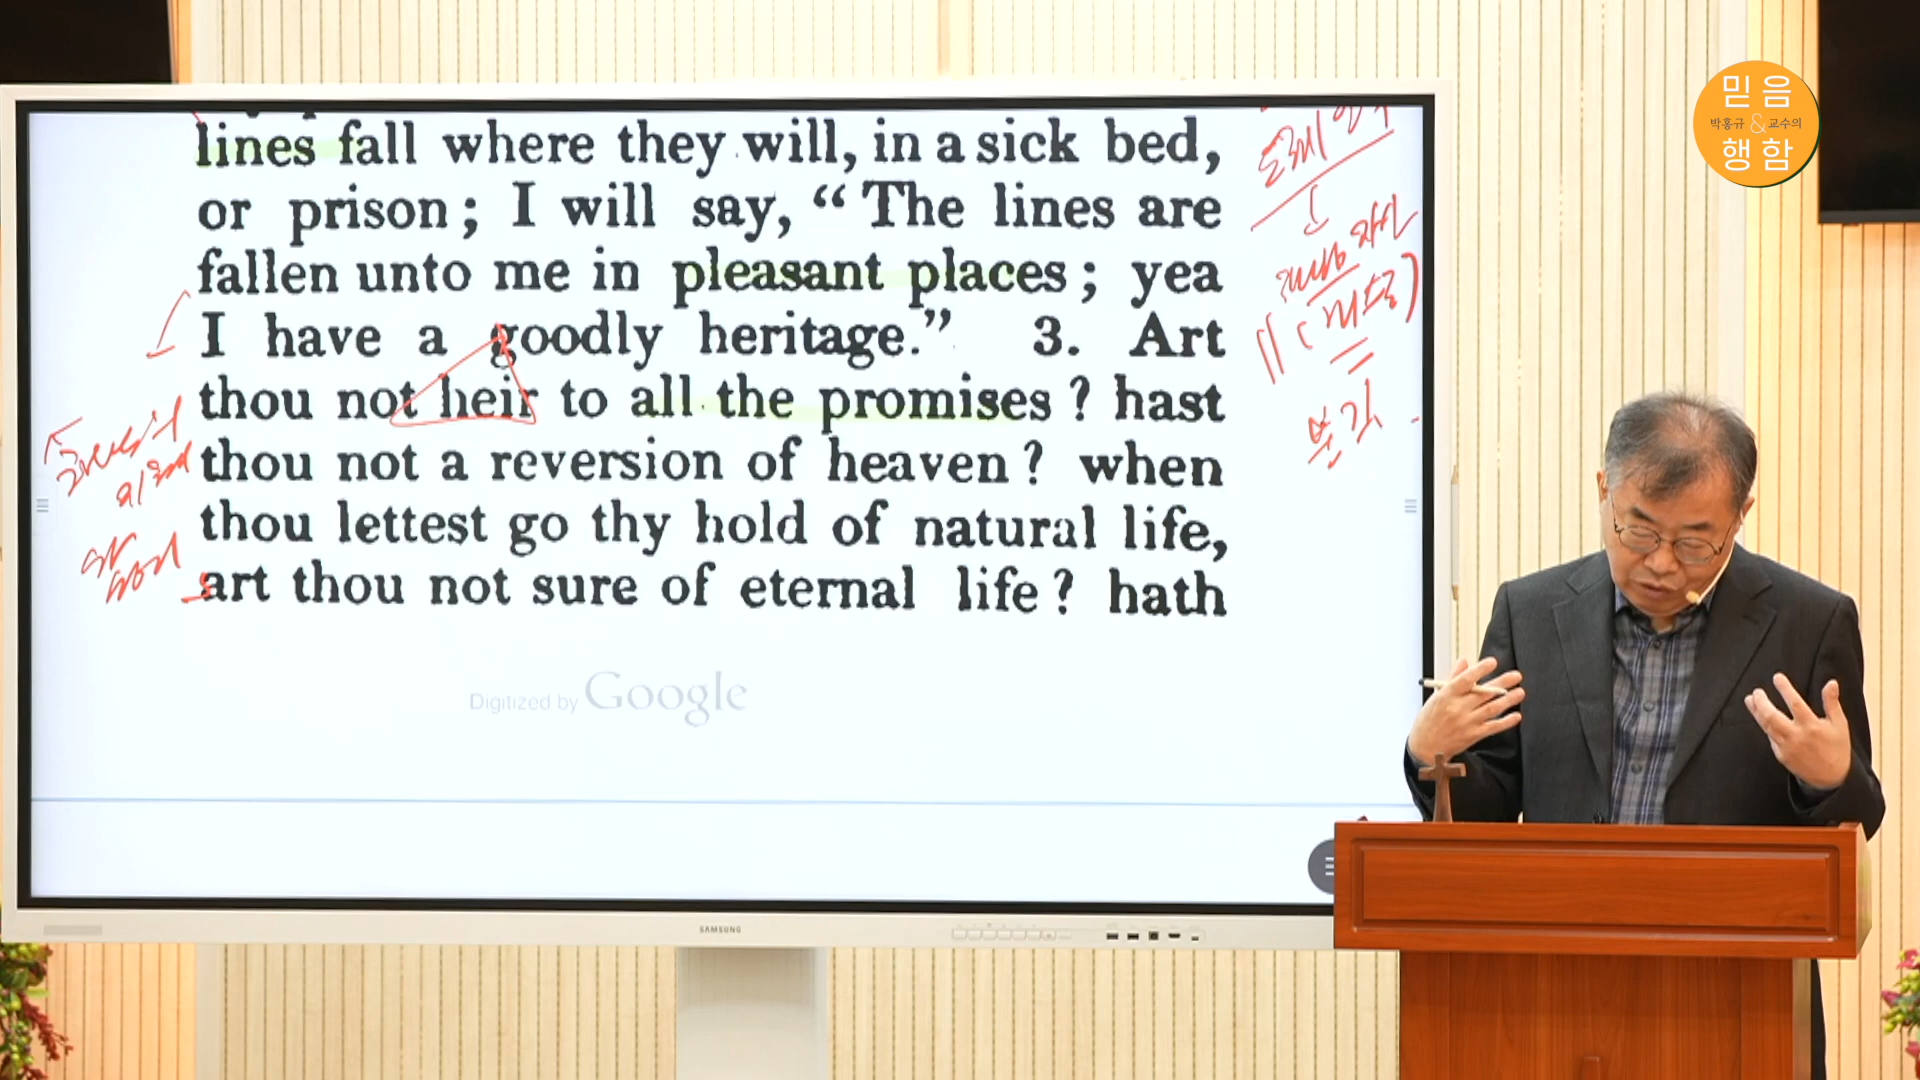 lines fall where they will, in a sick bed,
or prison; I will say, “The lines are
fallen unto me in pleasant places; yea
I have a goodly heritage.” 3. Art
thou not heir to all the promises? hast
thou not a reversion of heaven? when
thou lettest go thy hold of natural life,
art thou not sure of eternal life? hath
Digitized by Google
SAMSUNG
믿음
박홍규 & 교수의
행함